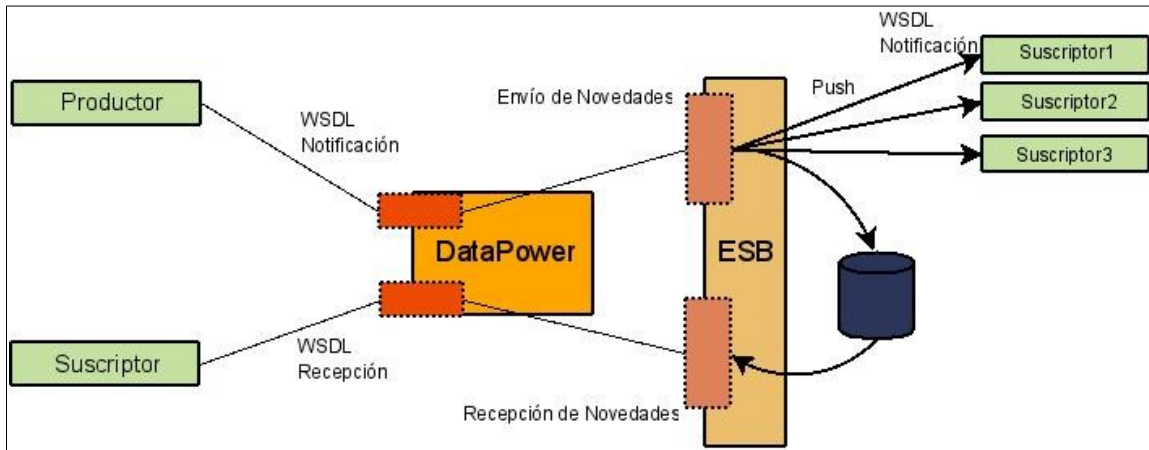 WSDL
Notificación
Suscriptor1
Productor
Envío de Novedades
Push
Suscriptor2
WSDL
Notificación
Suscriptor3
DataPower
ESB
Suscriptor
WSDL
Recepción
Recepción de Novedades